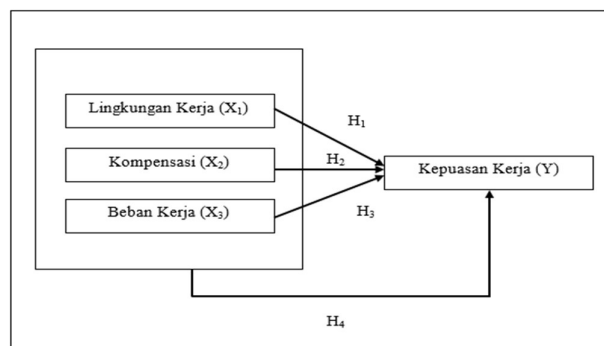 Lingkungan Kerja (X₁)
H₁
Kompensasi (X₂)
H₂
Kepuasan Kerja (Y)
Beban Kerja (X₃)
H₃
H₄